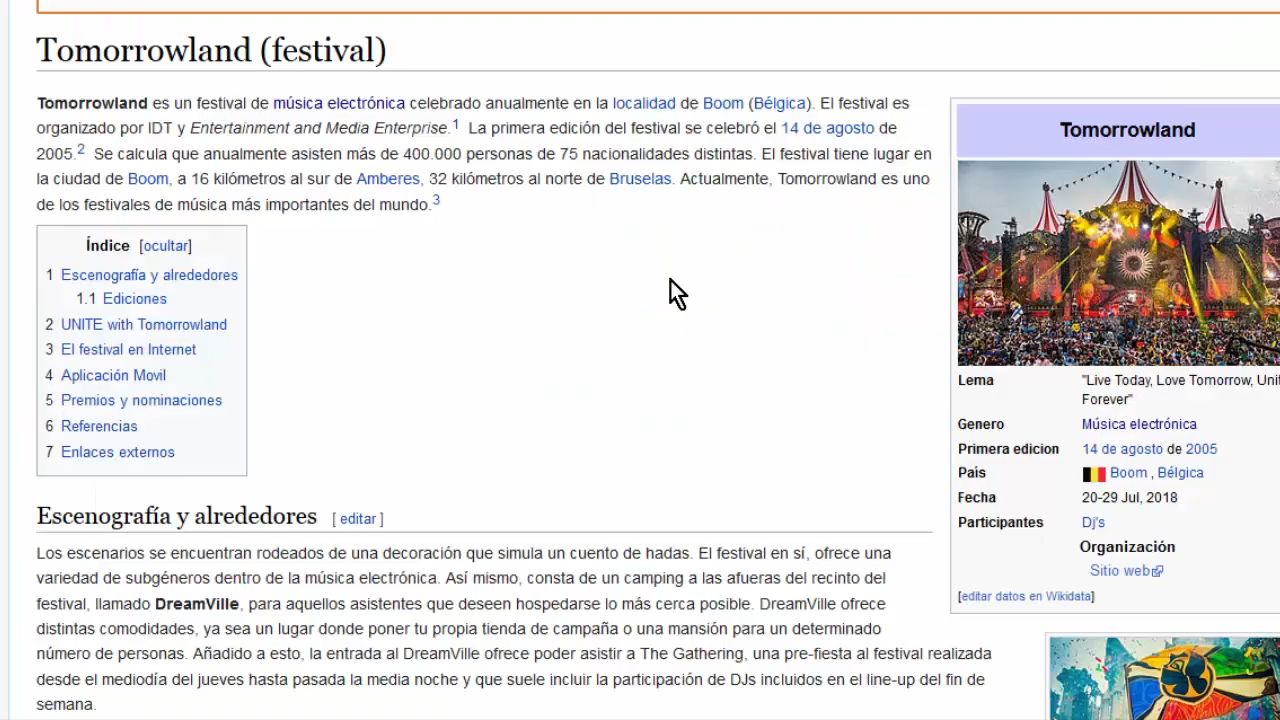 Tomorrowland (festival)
Tomorrowland es un festival de música electrónica celebrado anualmente en la localidad de Boom (Bélgica). El festival es
organizado por IDT y Entertainment and Media Enterprise.1 La primera edición del festival se celebró el 14 de agosto de
2005.2 Se calcula que anualmente asisten más de 400.000 personas de 75 nacionalidades distintas. El festival tiene lugar en
la ciudad de Boom, a 16 kilómetros al sur de Amberes, 32 kilómetros al norte de Bruselas. Actualmente, Tomorrowland es uno
de los festivales de música más importantes del mundo.3
Índice [ocultar]
1 Escenografía y alrededores
1.1 Ediciones
2 UNITE with Tomorrowland
3 El festival en Internet
4 Aplicación Movil
5 Premios y nominaciones
6 Referencias
7 Enlaces externos
Escenografía y alrededores [ editar ]
Los escenarios se encuentran rodeados de una decoración que simula un cuento de hadas. El festival en sí, ofrece una
variedad de subgéneros dentro de la música electrónica. Así mismo, consta de un camping a las afueras del recinto del
festival, llamado DreamVille, para aquellos asistentes que deseen hospedarse lo más cerca posible. DreamVille ofrece
distintas comodidades, ya sea un lugar donde poner tu propia tienda de campaña o una mansión para un determinado
número de personas. Añadido a esto, la entrada al DreamVille ofrece poder asistir a The Gathering, una pre-fiesta al festival realizada
desde el mediodía del jueves hasta pasada la media noche y que suele incluir la participación de DJs incluidos en el line-up del fin de
semana.
Tomorrowland
Lema "Live Today, Love Tomorrow, Unit
Forever"
Genero Música electrónica
Primera edicion 14 de agosto de 2005
País Boom , Bélgica
Fecha 20-29 Jul, 2018
Participantes Dj's
Organización
Sitio web
[editar datos en Wikidata]